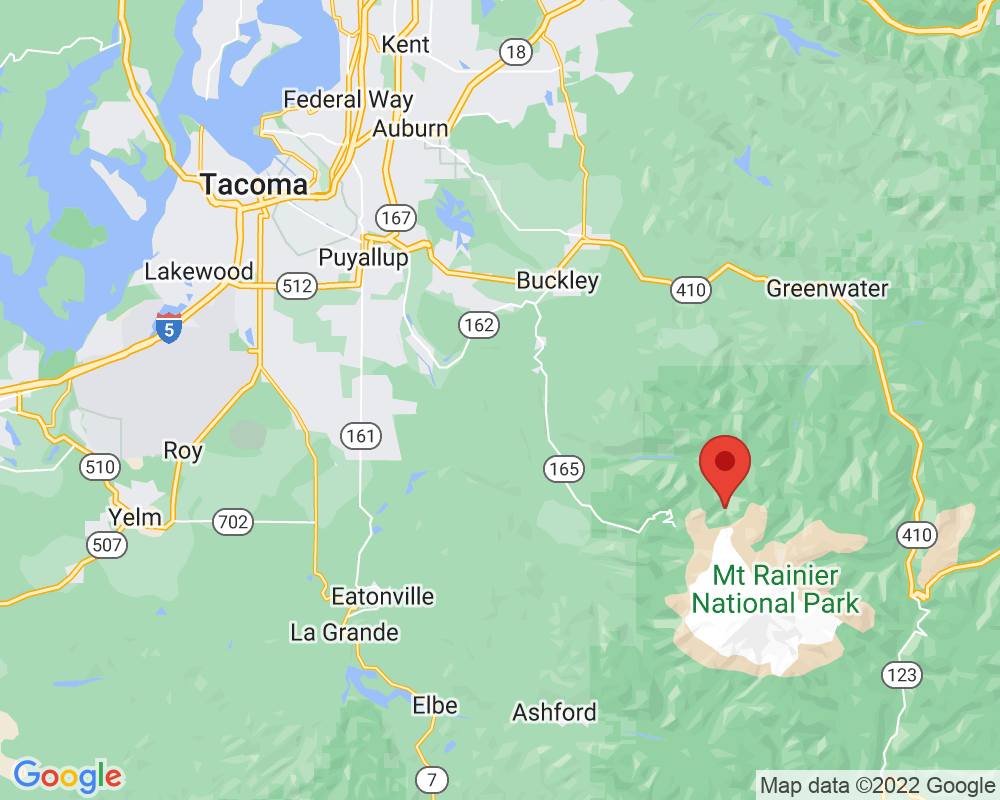 Kent
18
Federal Way
Auburn
Tacoma
167
Puyallup
Lakewood
512
Buckley
410
Greenwater
5
162
161
Roy
510
165
Yelm
702
507
410
Mt Rainier
National Park
Eatonville
La Grande
123
Elbe
Ashford
7
Google
Map data ©2022 Google